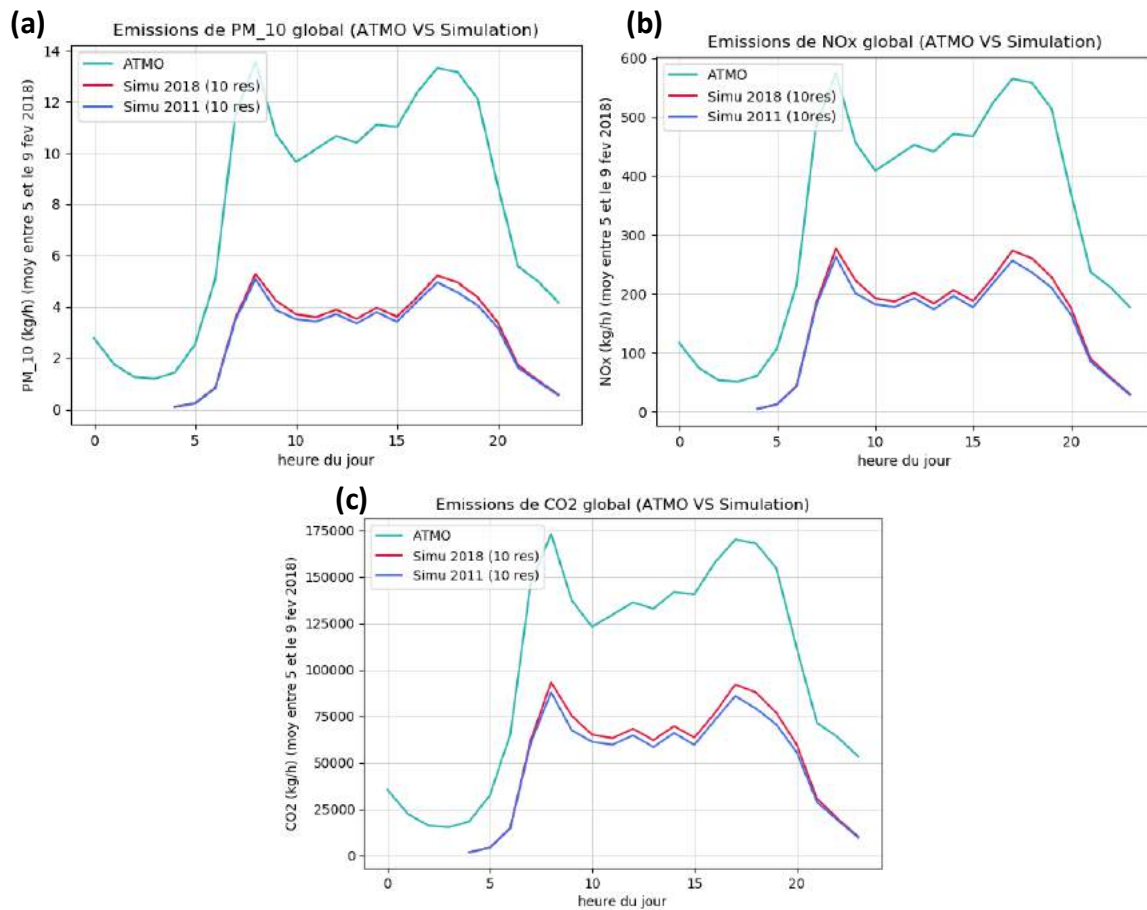 (a)
Emissions de PM_10 global (ATMO VS Simulation)
14
12
10
8
6
4
2
0
PM_10 (kg/h) (moy entre 5 et le 9 fev 2018)
ATMO
Simu 2018 (10 res)
Simu 2011 (10 res)
0 5 10 15 20
heure du jour
(b)
Emissions de NOx global (ATMO VS Simulation)
600
500
400
300
200
100
0
NOx (kg/h) (moy entre 5 et le 9 fev 2018)
ATMO
Simu 2018 (10res)
Simu 2011 (10res)
0 5 10 15 20
heure du jour
(c)
Emissions de CO2 global (ATMO VS Simulation)
175000
150000
125000
100000
75000
50000
25000
0
CO2 (kg/h) (moy entre 5 et le 9 fev 2018)
ATMO
Simu 2018 (10 res)
Simu 2011 (10 res)
0 5 10 15 20
heure du jour